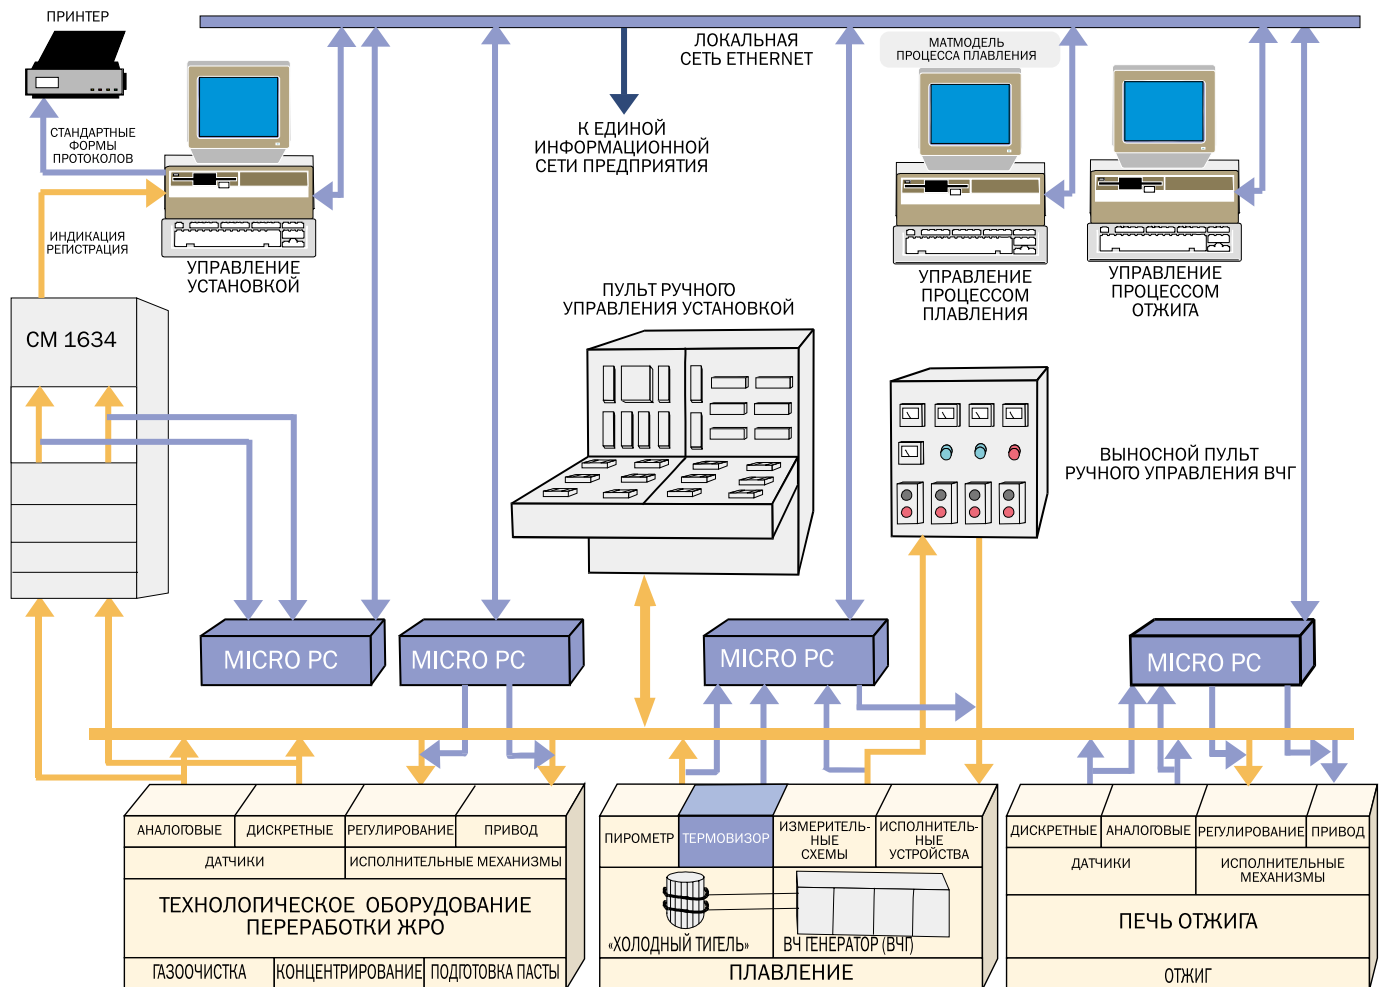 ПРИНТЕР
ЛОКАЛЬНАЯ
СЕТЬ ETHERNET
МАТМОДЕЛЬ
ПРОЦЕССА ПЛАВЛЕНИЯ
СТАНДАРТНЫЕ
ФОРМЫ
ПРОТОКОЛОВ
К ЕДИНОЙ
ИНФОРМАЦИОННОЙ
СЕТИ ПРЕДПРИЯТИЯ
ИНДИКАЦИЯ
РЕГИСТРАЦИЯ
УПРАВЛЕНИЕ
УСТАНОВКОЙ
УПРАВЛЕНИЕ
ПРОЦЕССОМ
ПЛАВЛЕНИЯ
УПРАВЛЕНИЕ
ПРОЦЕССОМ
ОТЖИГА
ПУЛЬТ РУЧНОГО
УПРАВЛЕНИЯ УСТАНОВКОЙ
СМ 1634
ВЫНОСНОЙ ПУЛЬТ
РУЧНОГО УПРАВЛЕНИЯ ВЧГ
MICRO PC
MICRO PC
MICRO PC
MICRO PC
АНАЛОГОВЫЕ
ДИСКРЕТНЫЕ
РЕГУЛИРОВАНИЕ
ПРИВОД
ДАТЧИКИ
ИСПОЛНИТЕЛЬНЫЕ МЕХАНИЗМЫ
ТЕХНОЛОГИЧЕСКОЕ ОБОРУДОВАНИЕ
ПЕРЕРАБОТКИ ЖРО
ГАЗООЧИСТКА
КОНЦЕНТРИРОВАНИЕ
ПОДГОТОВКА ПАСТЫ
ПИРОМЕТР
ТЕРМОВИЗОР
ИЗМЕРИТЕЛЬ-
НЫЕ
СХЕМЫ
ИСПОЛНИТЕЛЬ-
НЫЕ
УСТРОЙСТВА
«ХОЛОДНЫЙ ТИГЕЛЬ»
ВЧ ГЕНЕРАТОР (ВЧГ)
ПЛАВЛЕНИЕ
ДИСКРЕТНЫЕ
АНАЛОГОВЫЕ
РЕГУЛИРОВАНИЕ
ПРИВОД
ДАТЧИКИ
ИСПОЛНИТЕЛЬНЫЕ
МЕХАНИЗМЫ
ПЕЧЬ ОТЖИГА
ОТЖИГ